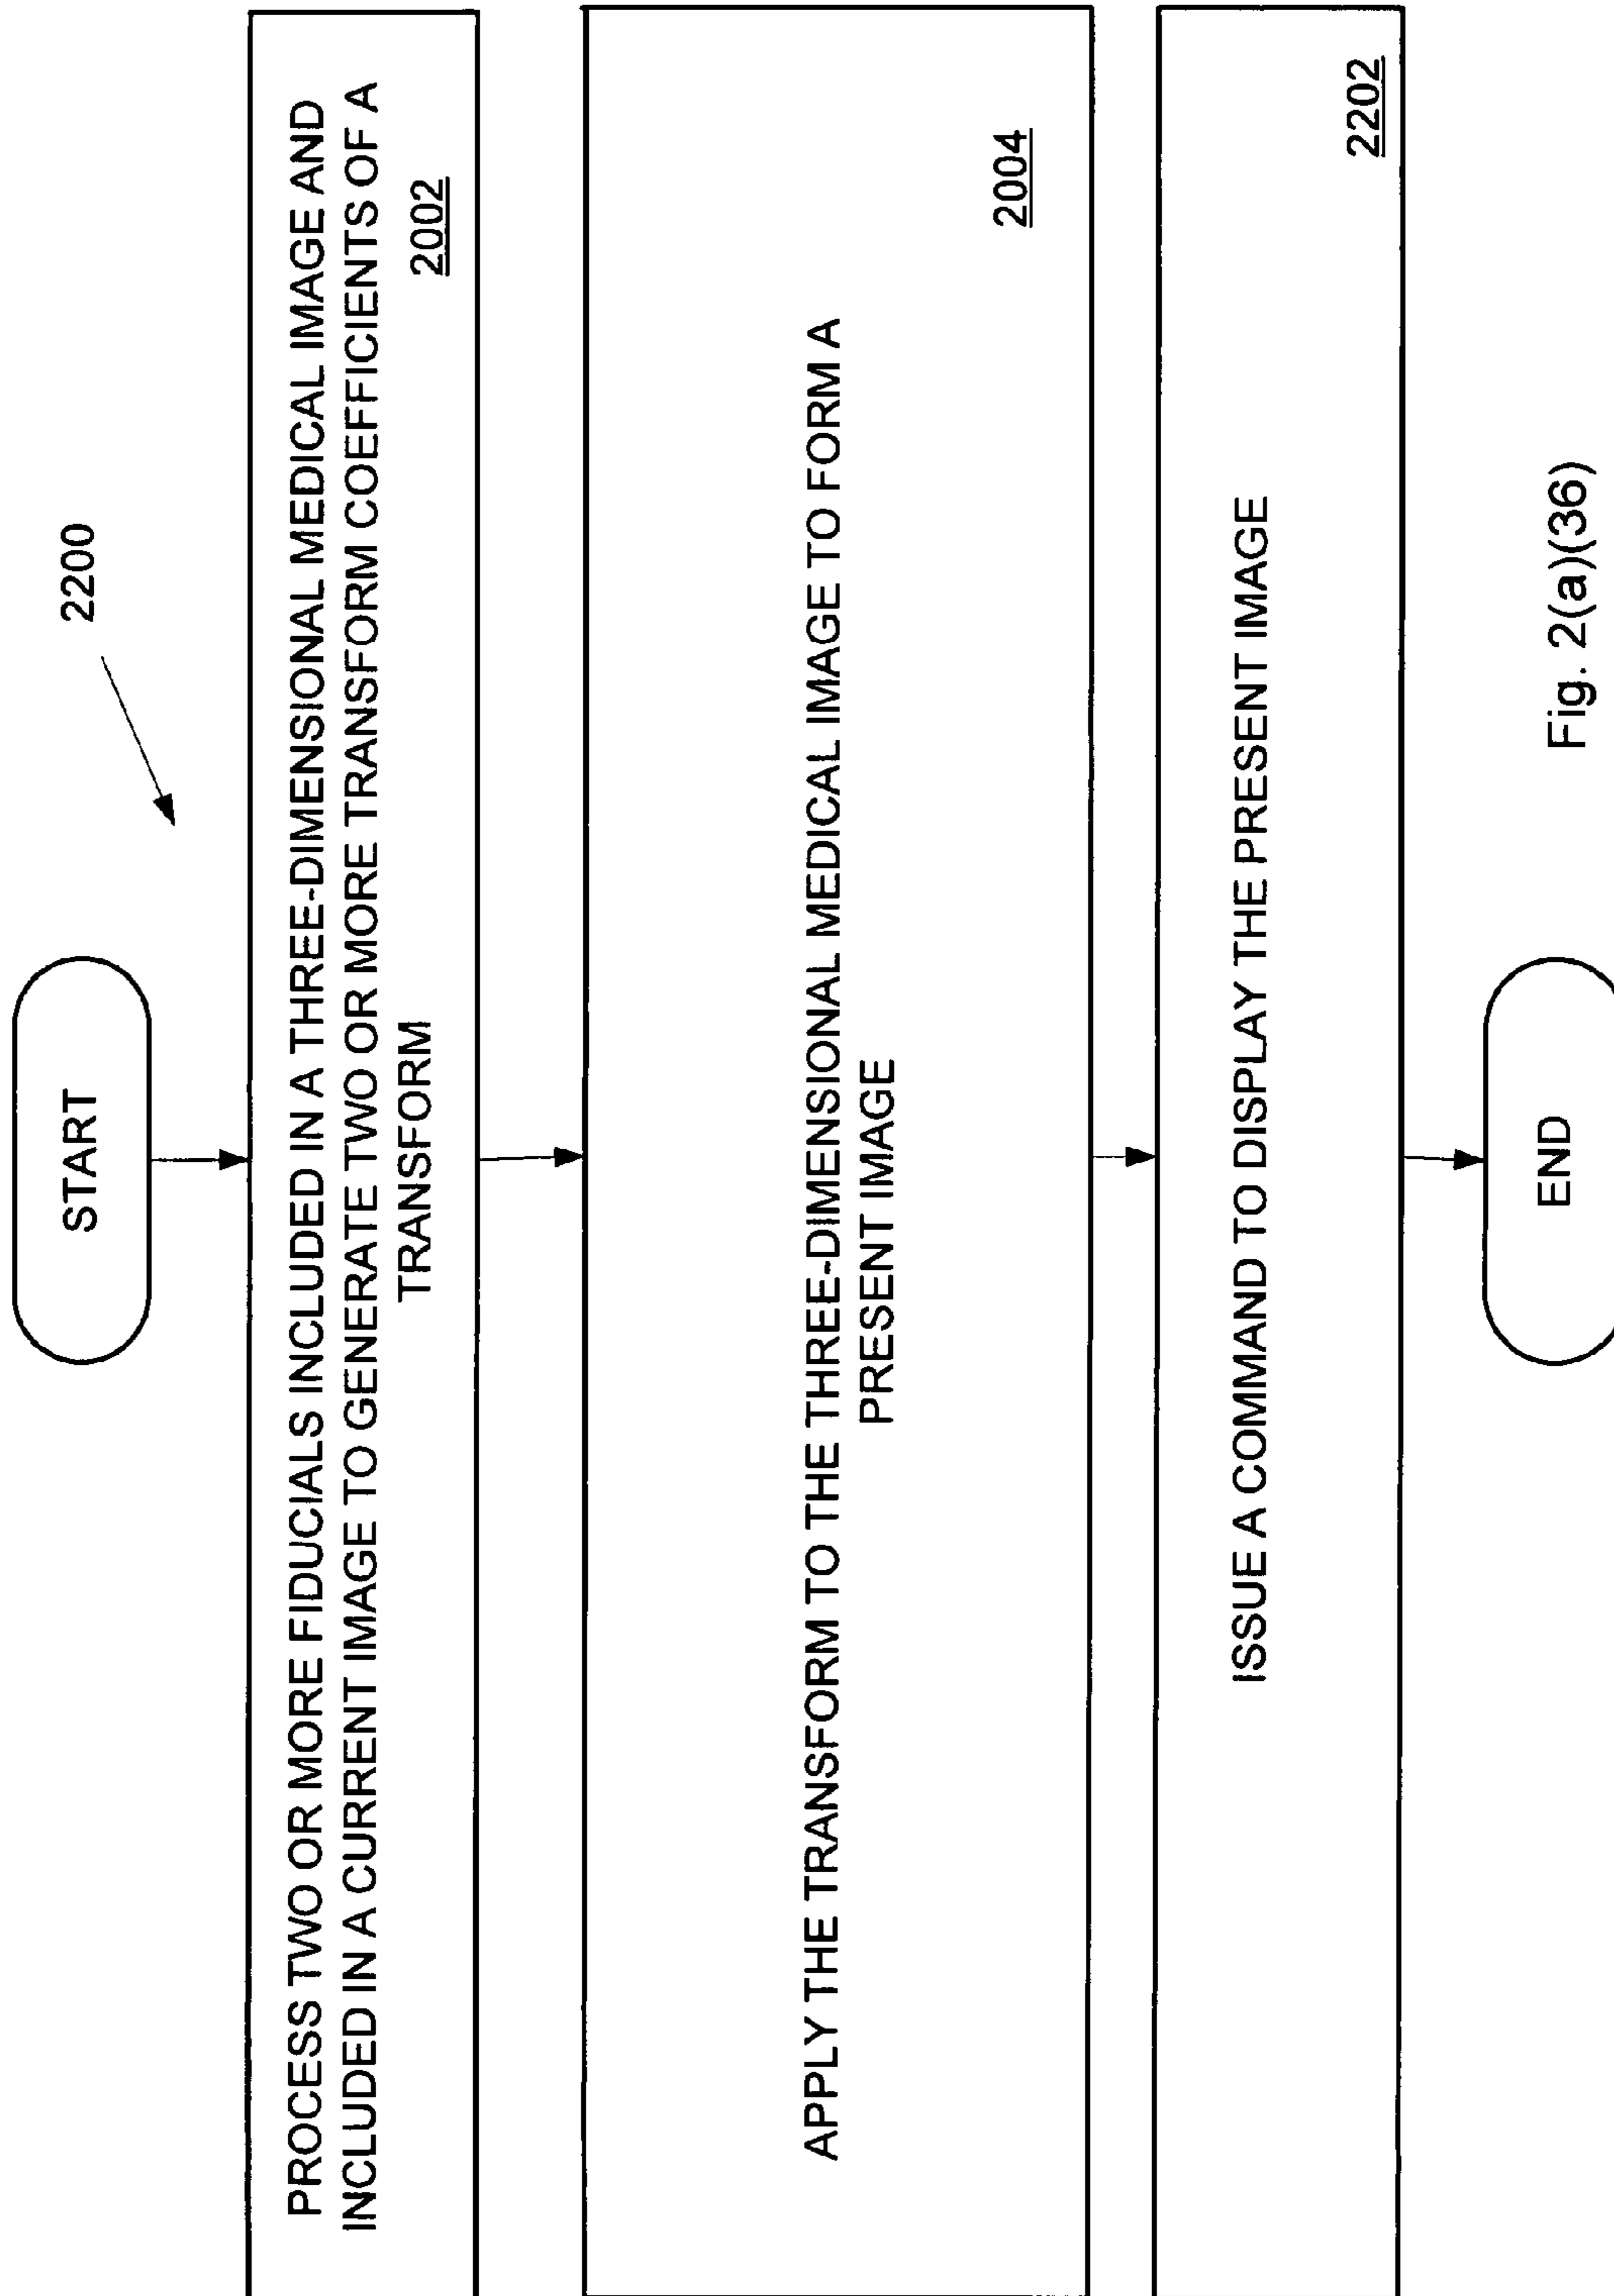 2200
START
PROCESS TWO OR MORE FIDUCIALS INCLUDED IN A THREE-DIMENSIONAL MEDICAL IMAGE AND
INCLUDED IN A CURRENT IMAGE TO GENERATE TWO OR MORE TRANSFORM COEFFICIENTS OF A
TRANSFORM
2002
APPLY THE TRANSFORM TO THE THREE-DIMENSIONAL MEDICAL IMAGE TO FORM A
PRESENT IMAGE
2004
ISSUE A COMMAND TO DISPLAY THE PRESENT IMAGE
2202
END
Fig. 2(a)(36)